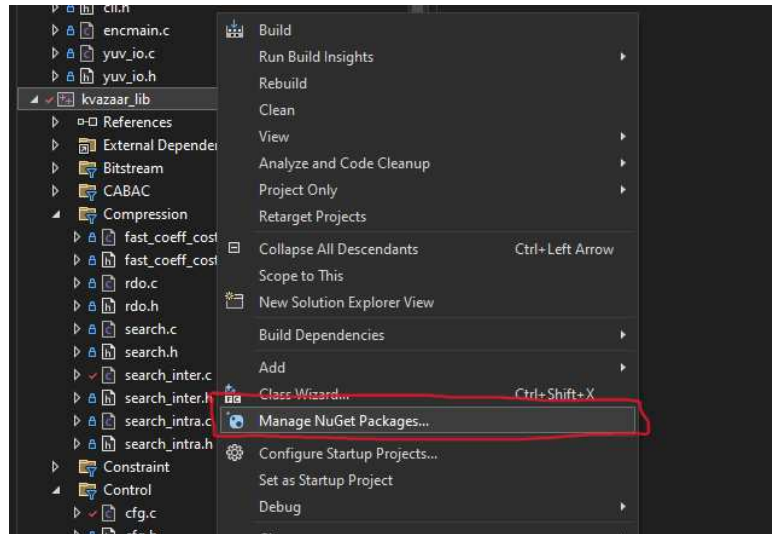 cli.h
encmain.c
yuv_io.c
yuv_io.h
kvazaar_lib
References
External Depende
Bitstream
CABAC
Compression
fast_coeff_cost
fast_coeff_cost
rdo.c
rdo.h
search.c
search.h
search_inter.c
search_inter.h
search_intra.c
search_intra.h
Constraint
Control
cfg.c
Build
Run Build Insights
Rebuild
Clean
View
Analyze and Code Cleanup
Project Only
Retarget Projects
Collapse All Descendants Ctrl+Left Arrow
Scope to This
New Solution Explorer View
Build Dependencies
Add
Class Wizard... Ctrl+Shift+X
Manage NuGet Packages...
Configure Startup Projects...
Set as Startup Project
Debug